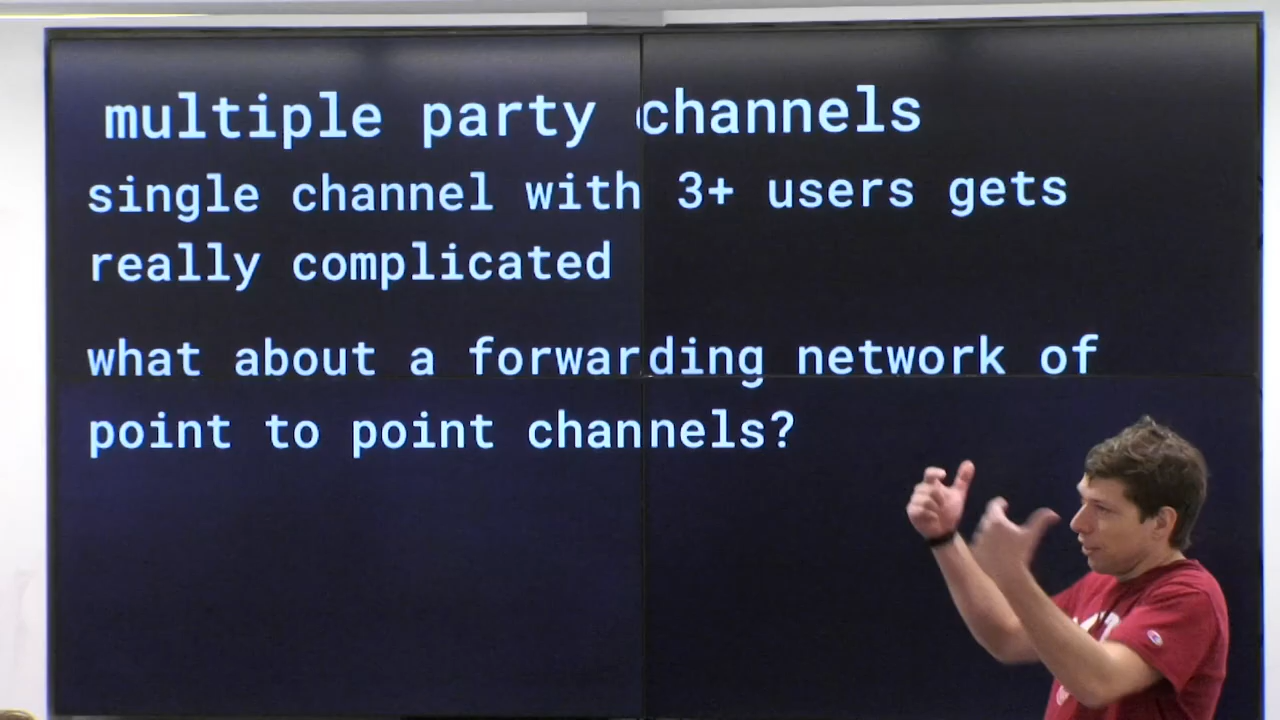 multiple party channels
single channel with 3+ users gets
really complicated
what about a forwarding network of
point to point channels?